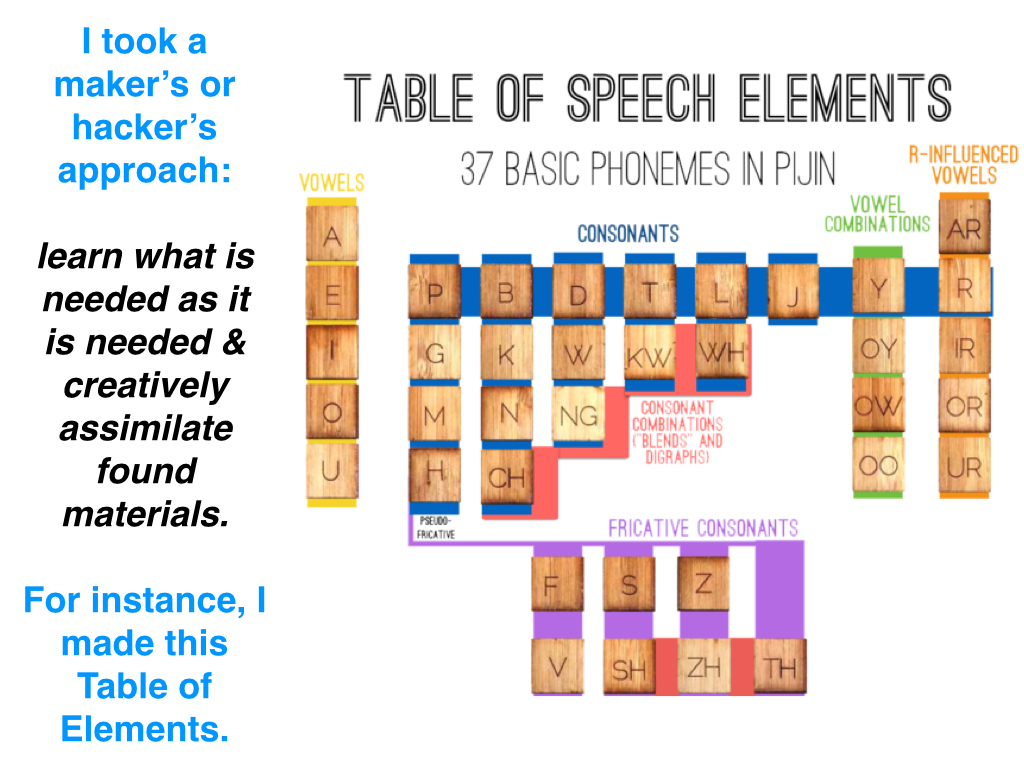 I took a
maker’s or
hacker’s
approach:
learn what is
needed as it
is needed &
creatively
assimilate
found
materials.
For instance, I
made this
Table of
Elements.
TABLE OF SPEECH ELEMENTS
37 BASIC PHONEMES IN PIJIN
VOWELS
A
E
I
O
U
CONSONANTS
P B D T L J
G K W KW WH
M N NG
H CH
CONSONANT
COMBINATIONS
("BLENDS" AND
DIGRAPHS)
PSEUDO-
FRICATIVE
VOWEL
COMBINATIONS
Y
OY
OW
OO
R-INFLUENCED
VOWELS
AR
R
IR
OR
UR
FRICATIVE CONSONANTS
F S Z
V SH ZH TH